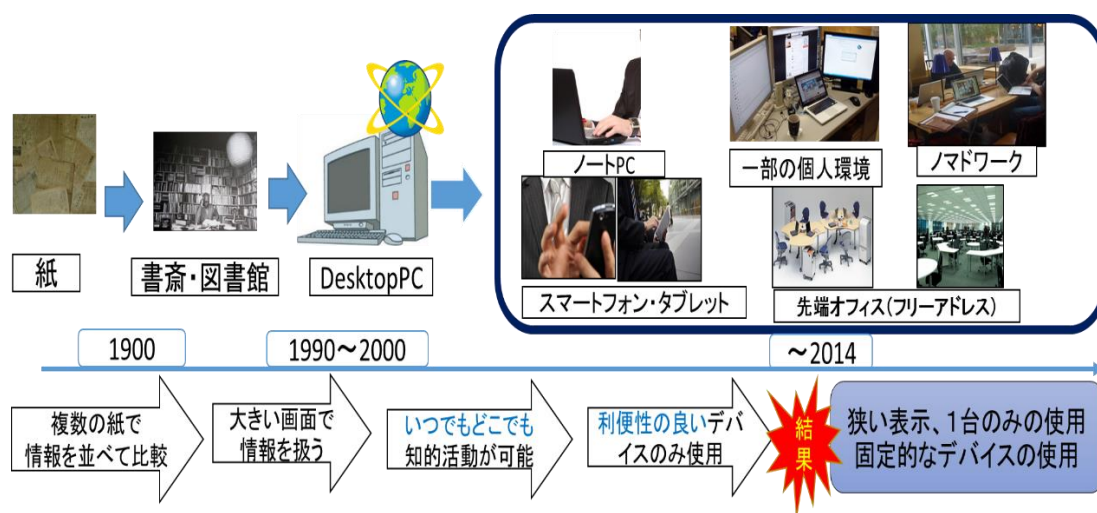 ノートPC
一部の個人環境
ノマドワーク
紙
書斎・図書館
DesktopPC
スマートフォン・タブレット
先端オフィス(フリーアドレス)
1900
1990～2000
～2014
複数の紙で
情報を並べて比較
大きい画面で
情報を扱う
いつでもどこでも
知的活動が可能
利便性の良いデバ
イスのみ使用
結果
狭い表示、1台のみの使用
固定的なデバイスの使用